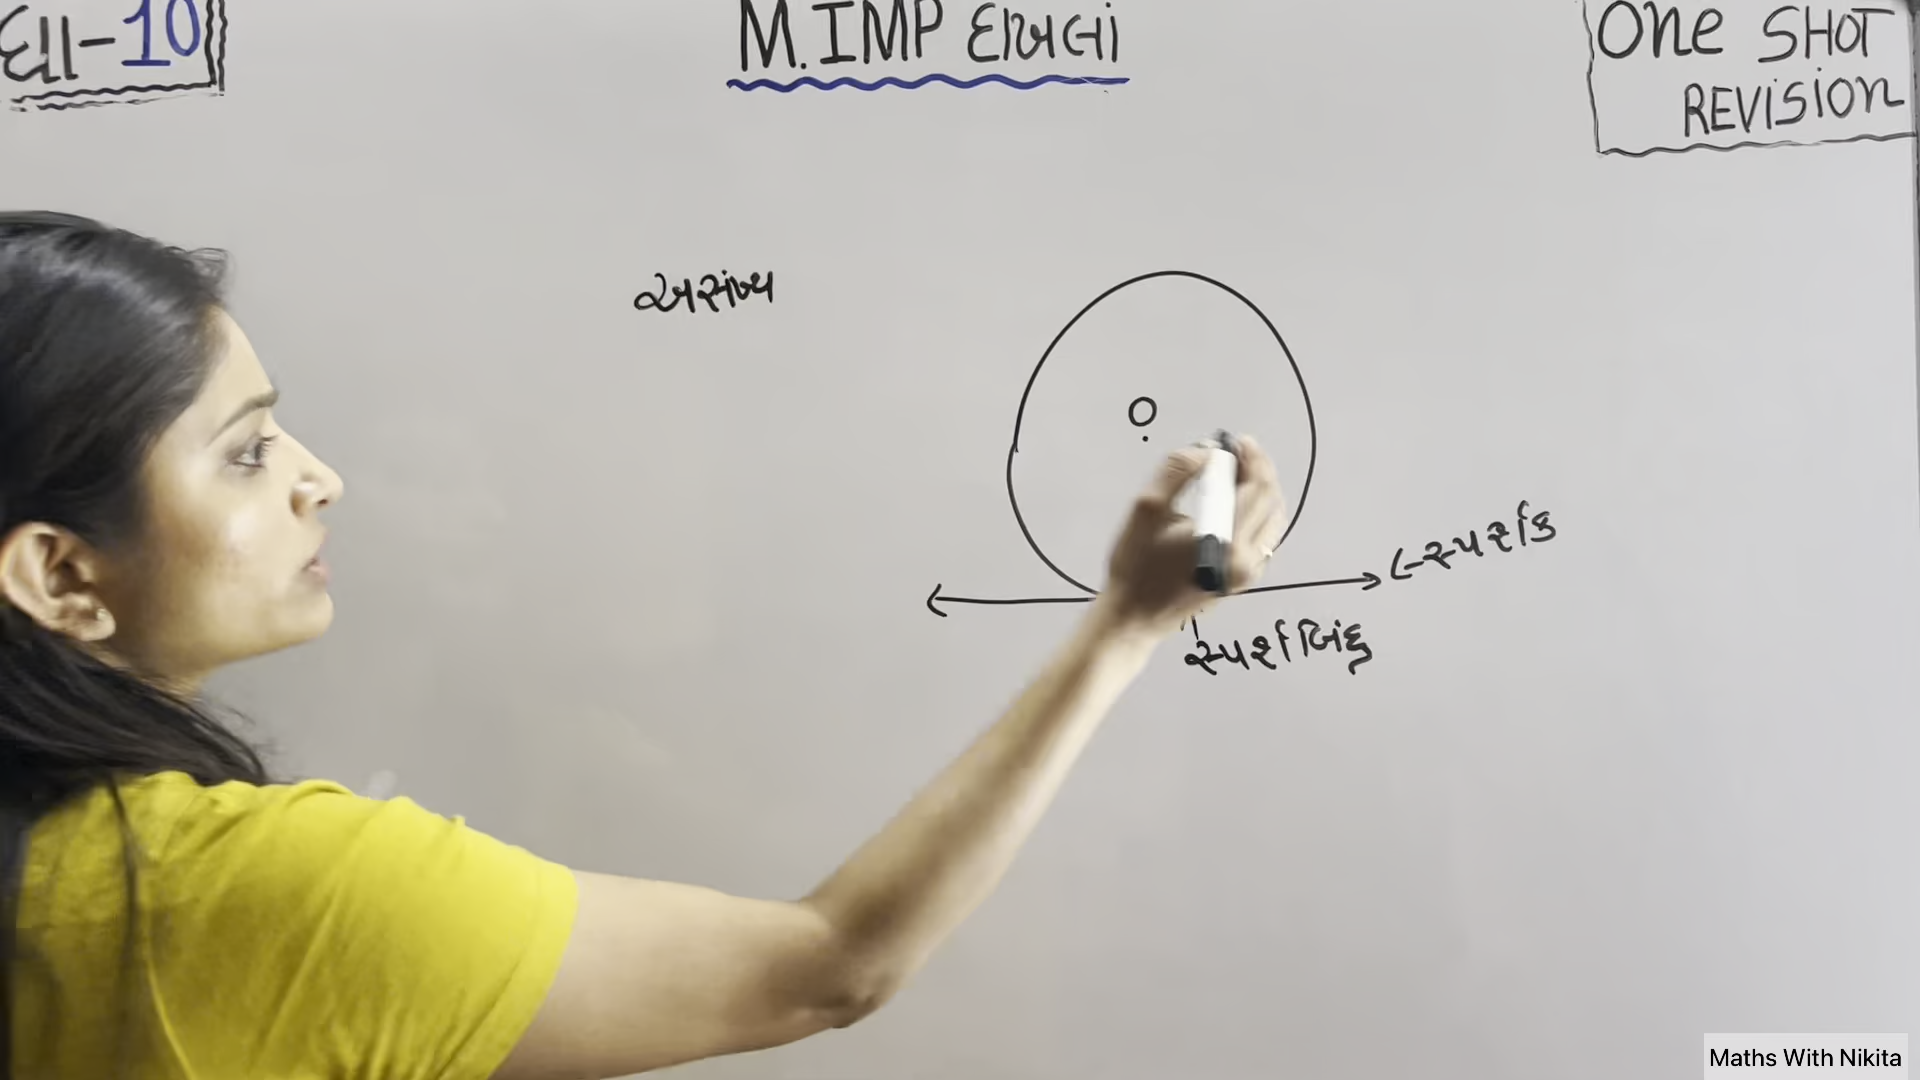 ધા-10
M. IMP દાખલાં
One SHOT
REVISION
અસંખ્ય
O
સ્પર્શક
સ્પર્શબિંદુ
Maths With Nikita